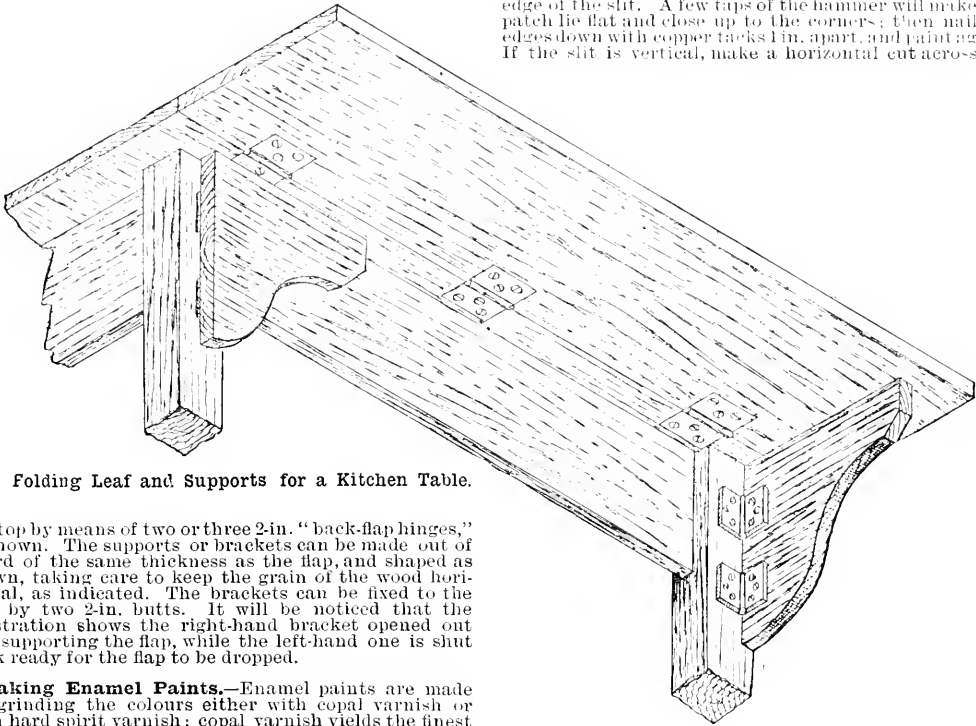 edge of the slit. A few taps of the hammer will make
patch lie flat and close up to the corners; then nail
edges down with copper tacks 1 in. apart, and paint ag
If the slit is vertical, make a horizontal cut across
Folding Leaf and Supports for a Kitchen Table.
top by means of two or three 2-in. “back-flap hinges,”
hown. The supports or brackets can be made out of
rd of the same thickness as the flap, and shaped as
vn, taking care to keep the grain of the wood hori-
al, as indicated. The brackets can be fixed to the
by two 2-in. butts. It will be noticed that the
stration shows the right-hand bracket opened out
supporting the flap, while the left-hand one is shut
k ready for the flap to be dropped.
aking Enamel Paints.—Enamel paints are made
grinding the colours either with copal varnish or
hard spirit varnish; copal varnish yields the finest